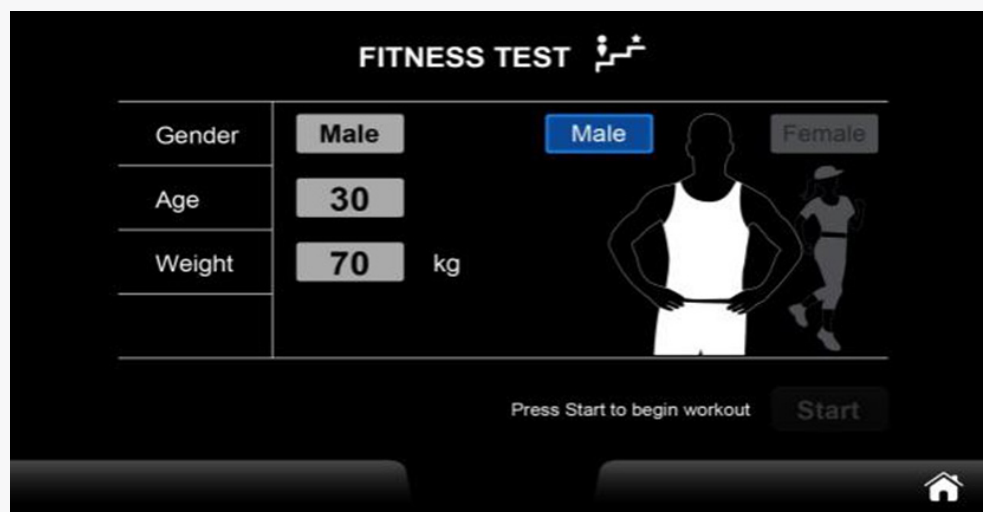 FITNESS TEST
Gender Male Male Female
Age 30
Weight 70 kg
Press Start to begin workout Start